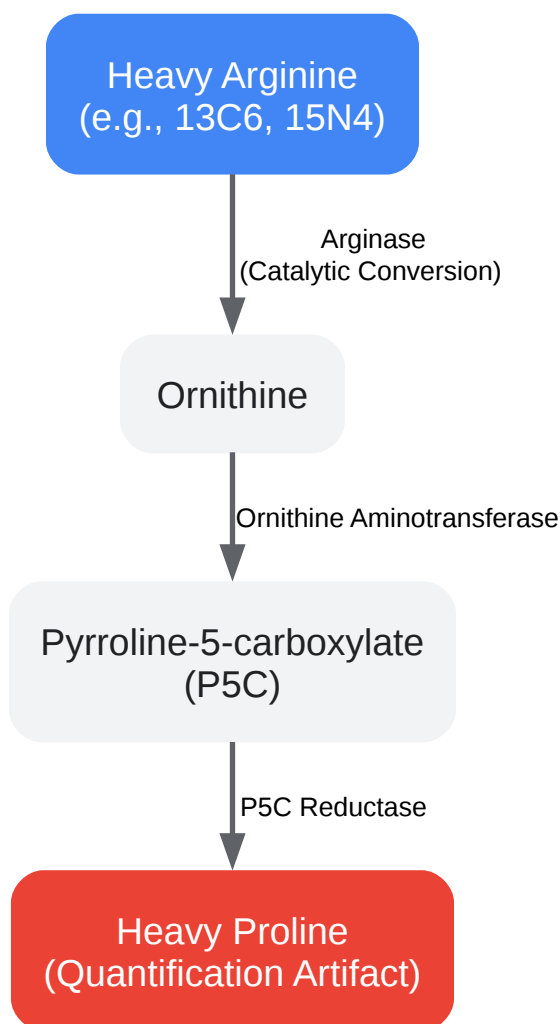 Heavy Arginine
(e.g., 13C6, 15N4)
Arginase
(Catalytic Conversion)
Ornithine
Ornithine Aminotransferase
Pyrroline-5-carboxylate
(P5C)
P5C Reductase
Heavy Proline
(Quantification Artifact)